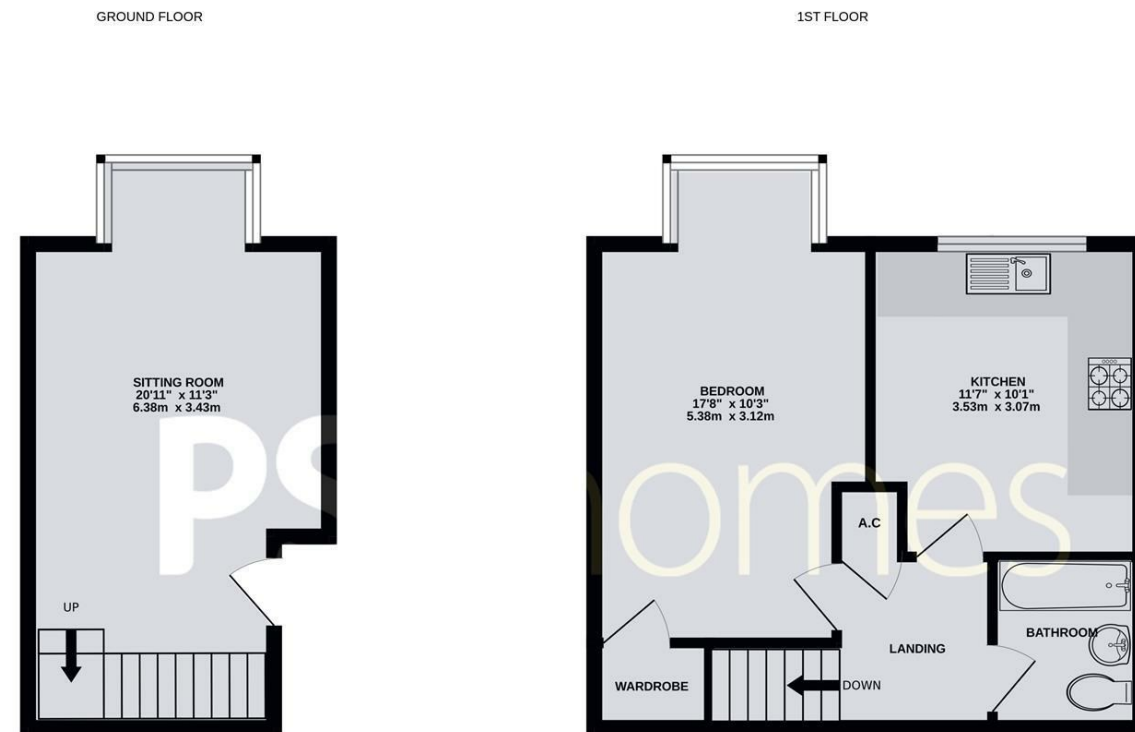 GROUND FLOOR
1ST FLOOR
SITTING ROOM
20'11" x 11'3"
6.38m x 3.43m
UP
BEDROOM
17'8" x 10'3"
5.38m x 3.12m
KITCHEN
11'7" x 10'1"
3.53m x 3.07m
A.C
BATHROOM
LANDING
WARDROBE
DOWN
PS homes